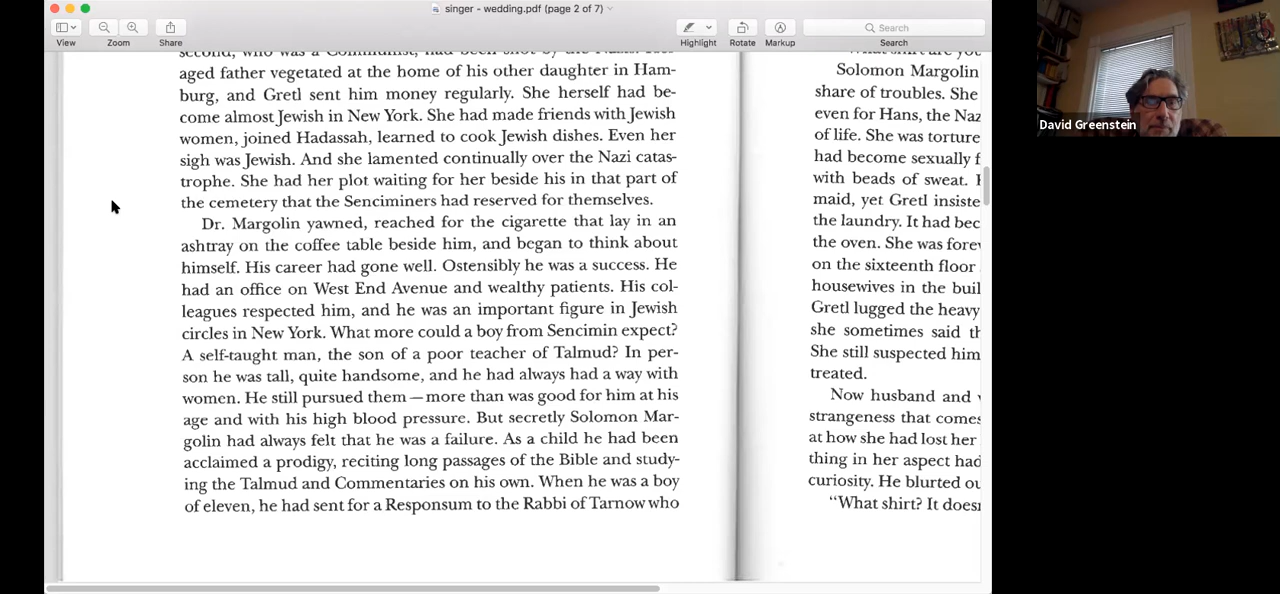 singer - wedding.pdf (page 2 of 7)
View
Zoom
Share
Highlight
Rotate
Markup
Search
Search
aged father vegetated at the home of his other daughter in Ham-
burg, and Gretl sent him money regularly. She herself had be-
come almost Jewish in New York. She had made friends with Jewish
women, joined Hadassah, learned to cook Jewish dishes. Even her
sigh was Jewish. And she lamented continually over the Nazi catas-
trophe. She had her plot waiting for her beside his in that part of
the cemetery that the Senciminers had reserved for themselves.
Dr. Margolin yawned, reached for the cigarette that lay in an
ashtray on the coffee table beside him, and began to think about
himself. His career had gone well. Ostensibly he was a success. He
had an office on West End Avenue and wealthy patients. His col-
leagues respected him, and he was an important figure in Jewish
circles in New York. What more could a boy from Sencimin expect?
A self-taught man, the son of a poor teacher of Talmud? In per-
son he was tall, quite handsome, and he had always had a way with
women. He still pursued them—more than was good for him at his
age and with his high blood pressure. But secretly Solomon Mar-
golin had always felt that he was a failure. As a child he had been
acclaimed a prodigy, reciting long passages of the Bible and study-
ing the Talmud and Commentaries on his own. When he was a boy
of eleven, he had sent for a Responsum to the Rabbi of Tarnow who
Solomon Margolin
share of troubles. She
even for Hans, the Naz
of life. She was torture
had become sexually f
with beads of sweat.
maid, yet Gretl insiste
the laundry. It had bec
the oven. She was forev
on the sixteenth floor
housewives in the buil
Gretl lugged the heavy
she sometimes said th
She still suspected him
treated.
Now husband and
strangeness that comes
at how she had lost her
thing in her aspect had
curiosity. He blurted ou
"What shirt? It does
David Greenstein